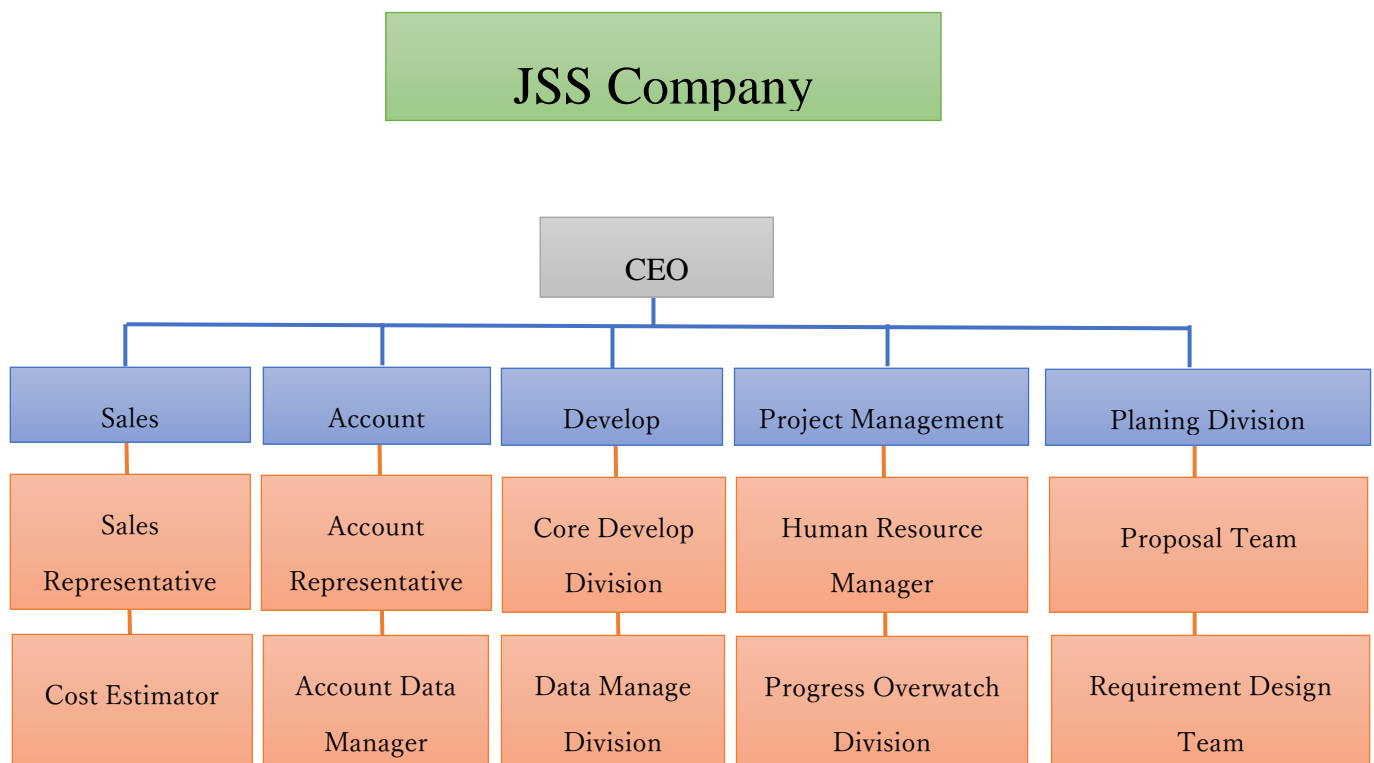 JSS Company
CEO
Sales
Account
Develop
Project Management
Planing Division
Sales
Representative
Account
Representative
Core Develop
Division
Human Resource
Manager
Proposal Team
Cost Estimator
Account Data
Manager
Data Manage
Division
Progress Overwatch
Division
Requirement Design
Team